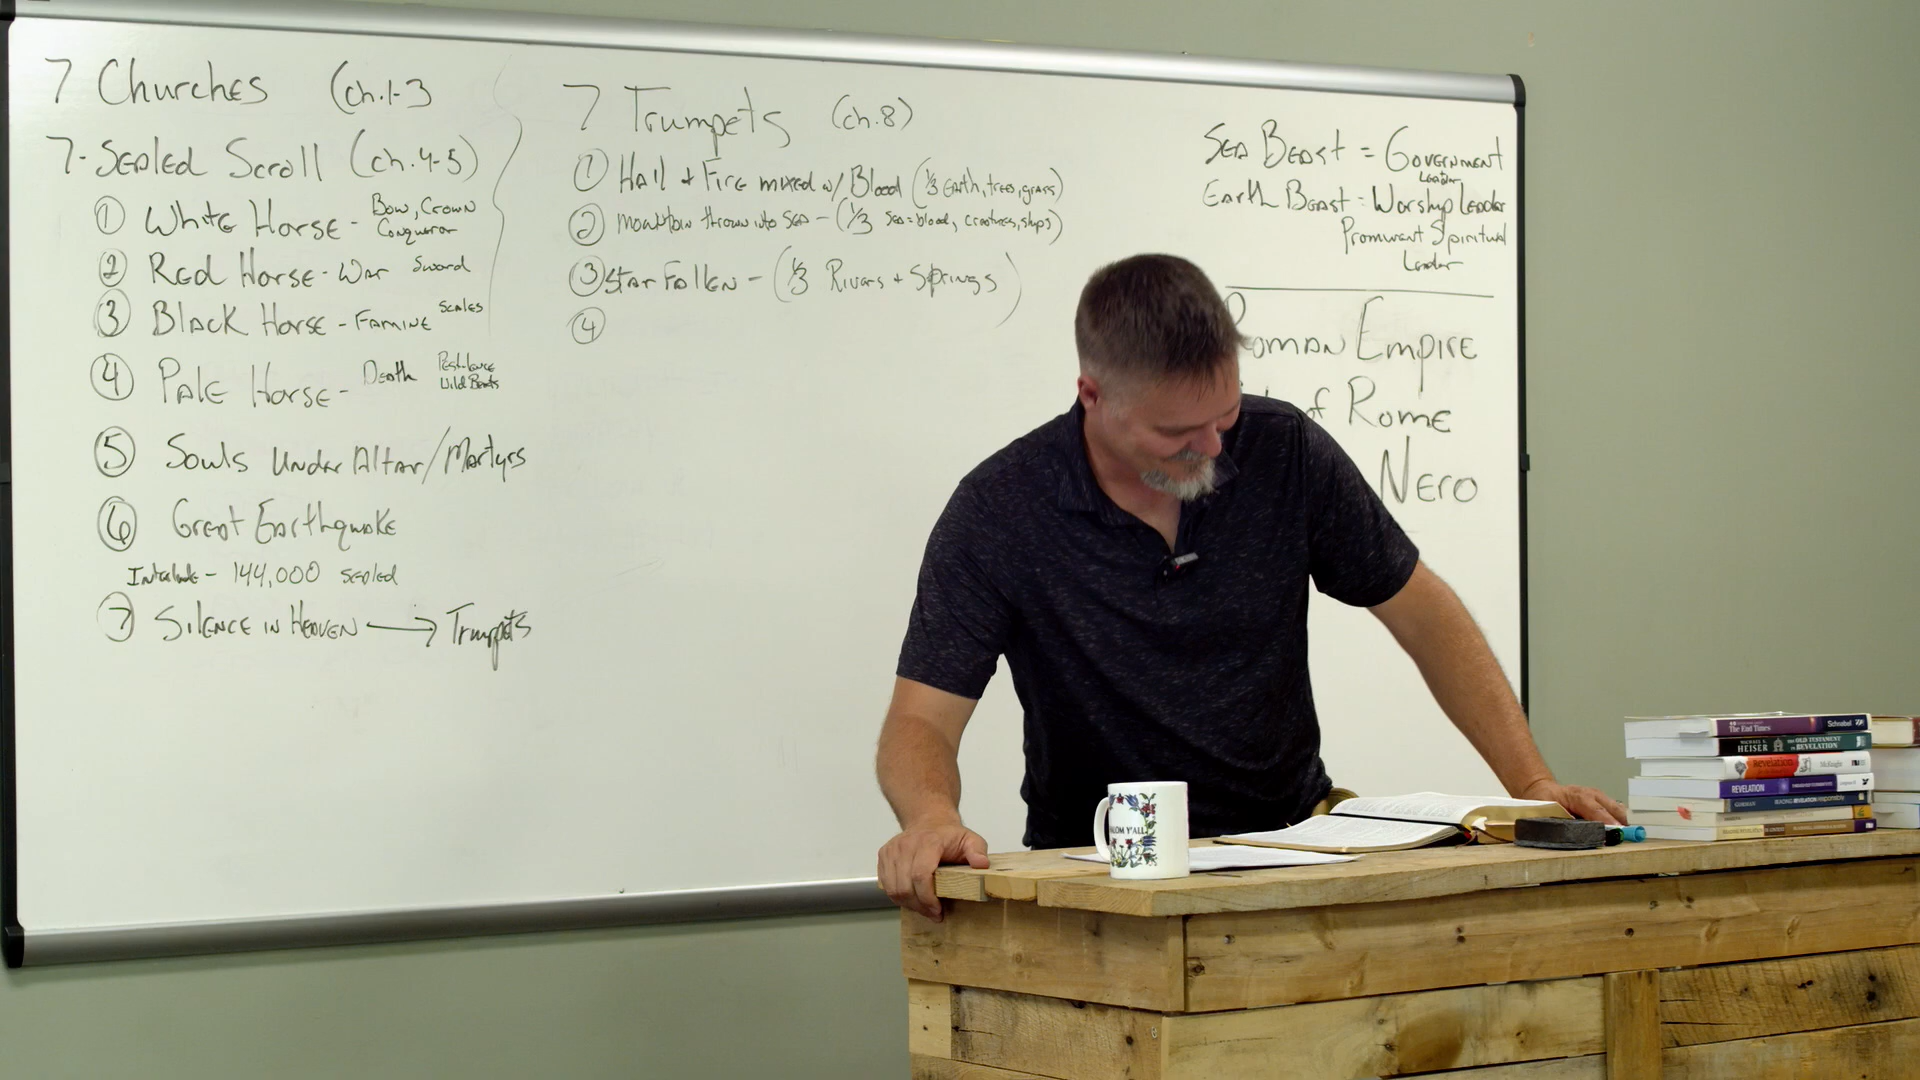 7 Churches (ch.1-3
7-Sealed Scroll (ch.4-5)
① White Horse - Bow, Crown
Conqueror
② Red Horse - War Sword
③ Black Horse - Famine Scales
④ Pale Horse - Death Pestilence
Wild Beasts
⑤ Souls Under Altar/Martyrs
⑥ Great Earthquake
Interlude - 144,000 sealed
⑦ Silence in Heaven → Trumpets
7 Trumpets (ch.8)
① Hail + Fire mixed w/ Blood (1/3 Earth, trees, grass)
② Mountain thrown into Sea - (1/3 sea=blood, creatures, ships)
③ Star Fallen - (1/3 Rivers + Springs)
④
Sea Beast = Government
Leader
Earth Beast = Worship Leader
Prominent Spiritual
Leader
Roman Empire
of Rome
Nero
ALOM Y'ALL
The End Times Schnabel
MICHAEL S. HEISER THE OLD TESTAMENT IN REVELATION
Revelation McKnight
REVELATION
GORMAN READING REVELATION RESPONSIBLY